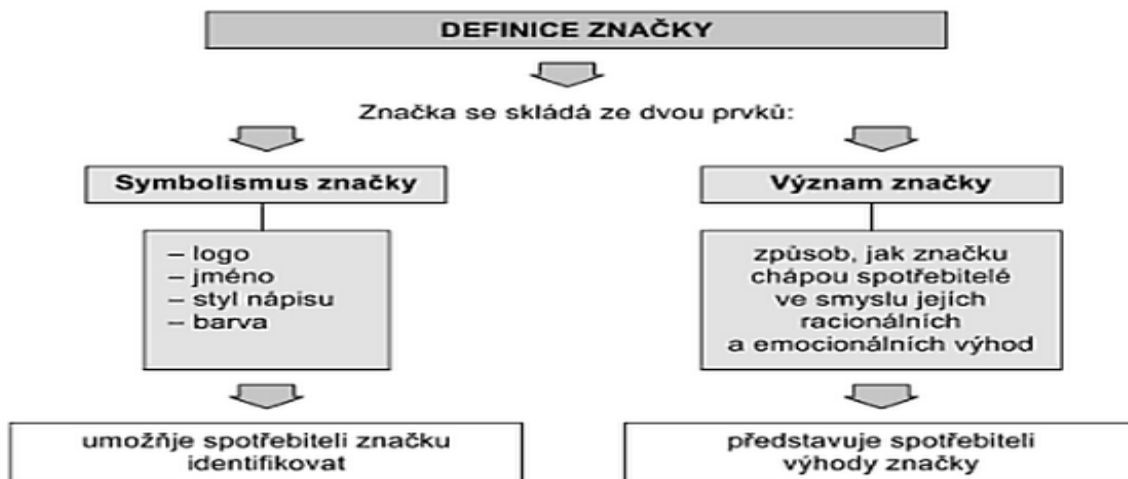 DEFINICE ZNAČKY
Značka se skládá ze dvou prvků:
Symbolismus značky
– logo
– jméno
– styl nápisu
– barva
umožňje spotřebiteli značku
identifikovat
Význam značky
způsob, jak značku
chápou spotřebitelé
ve smyslu jejích
racionálních
a emocionálních výhod
představuje spotřebiteli
výhody značky